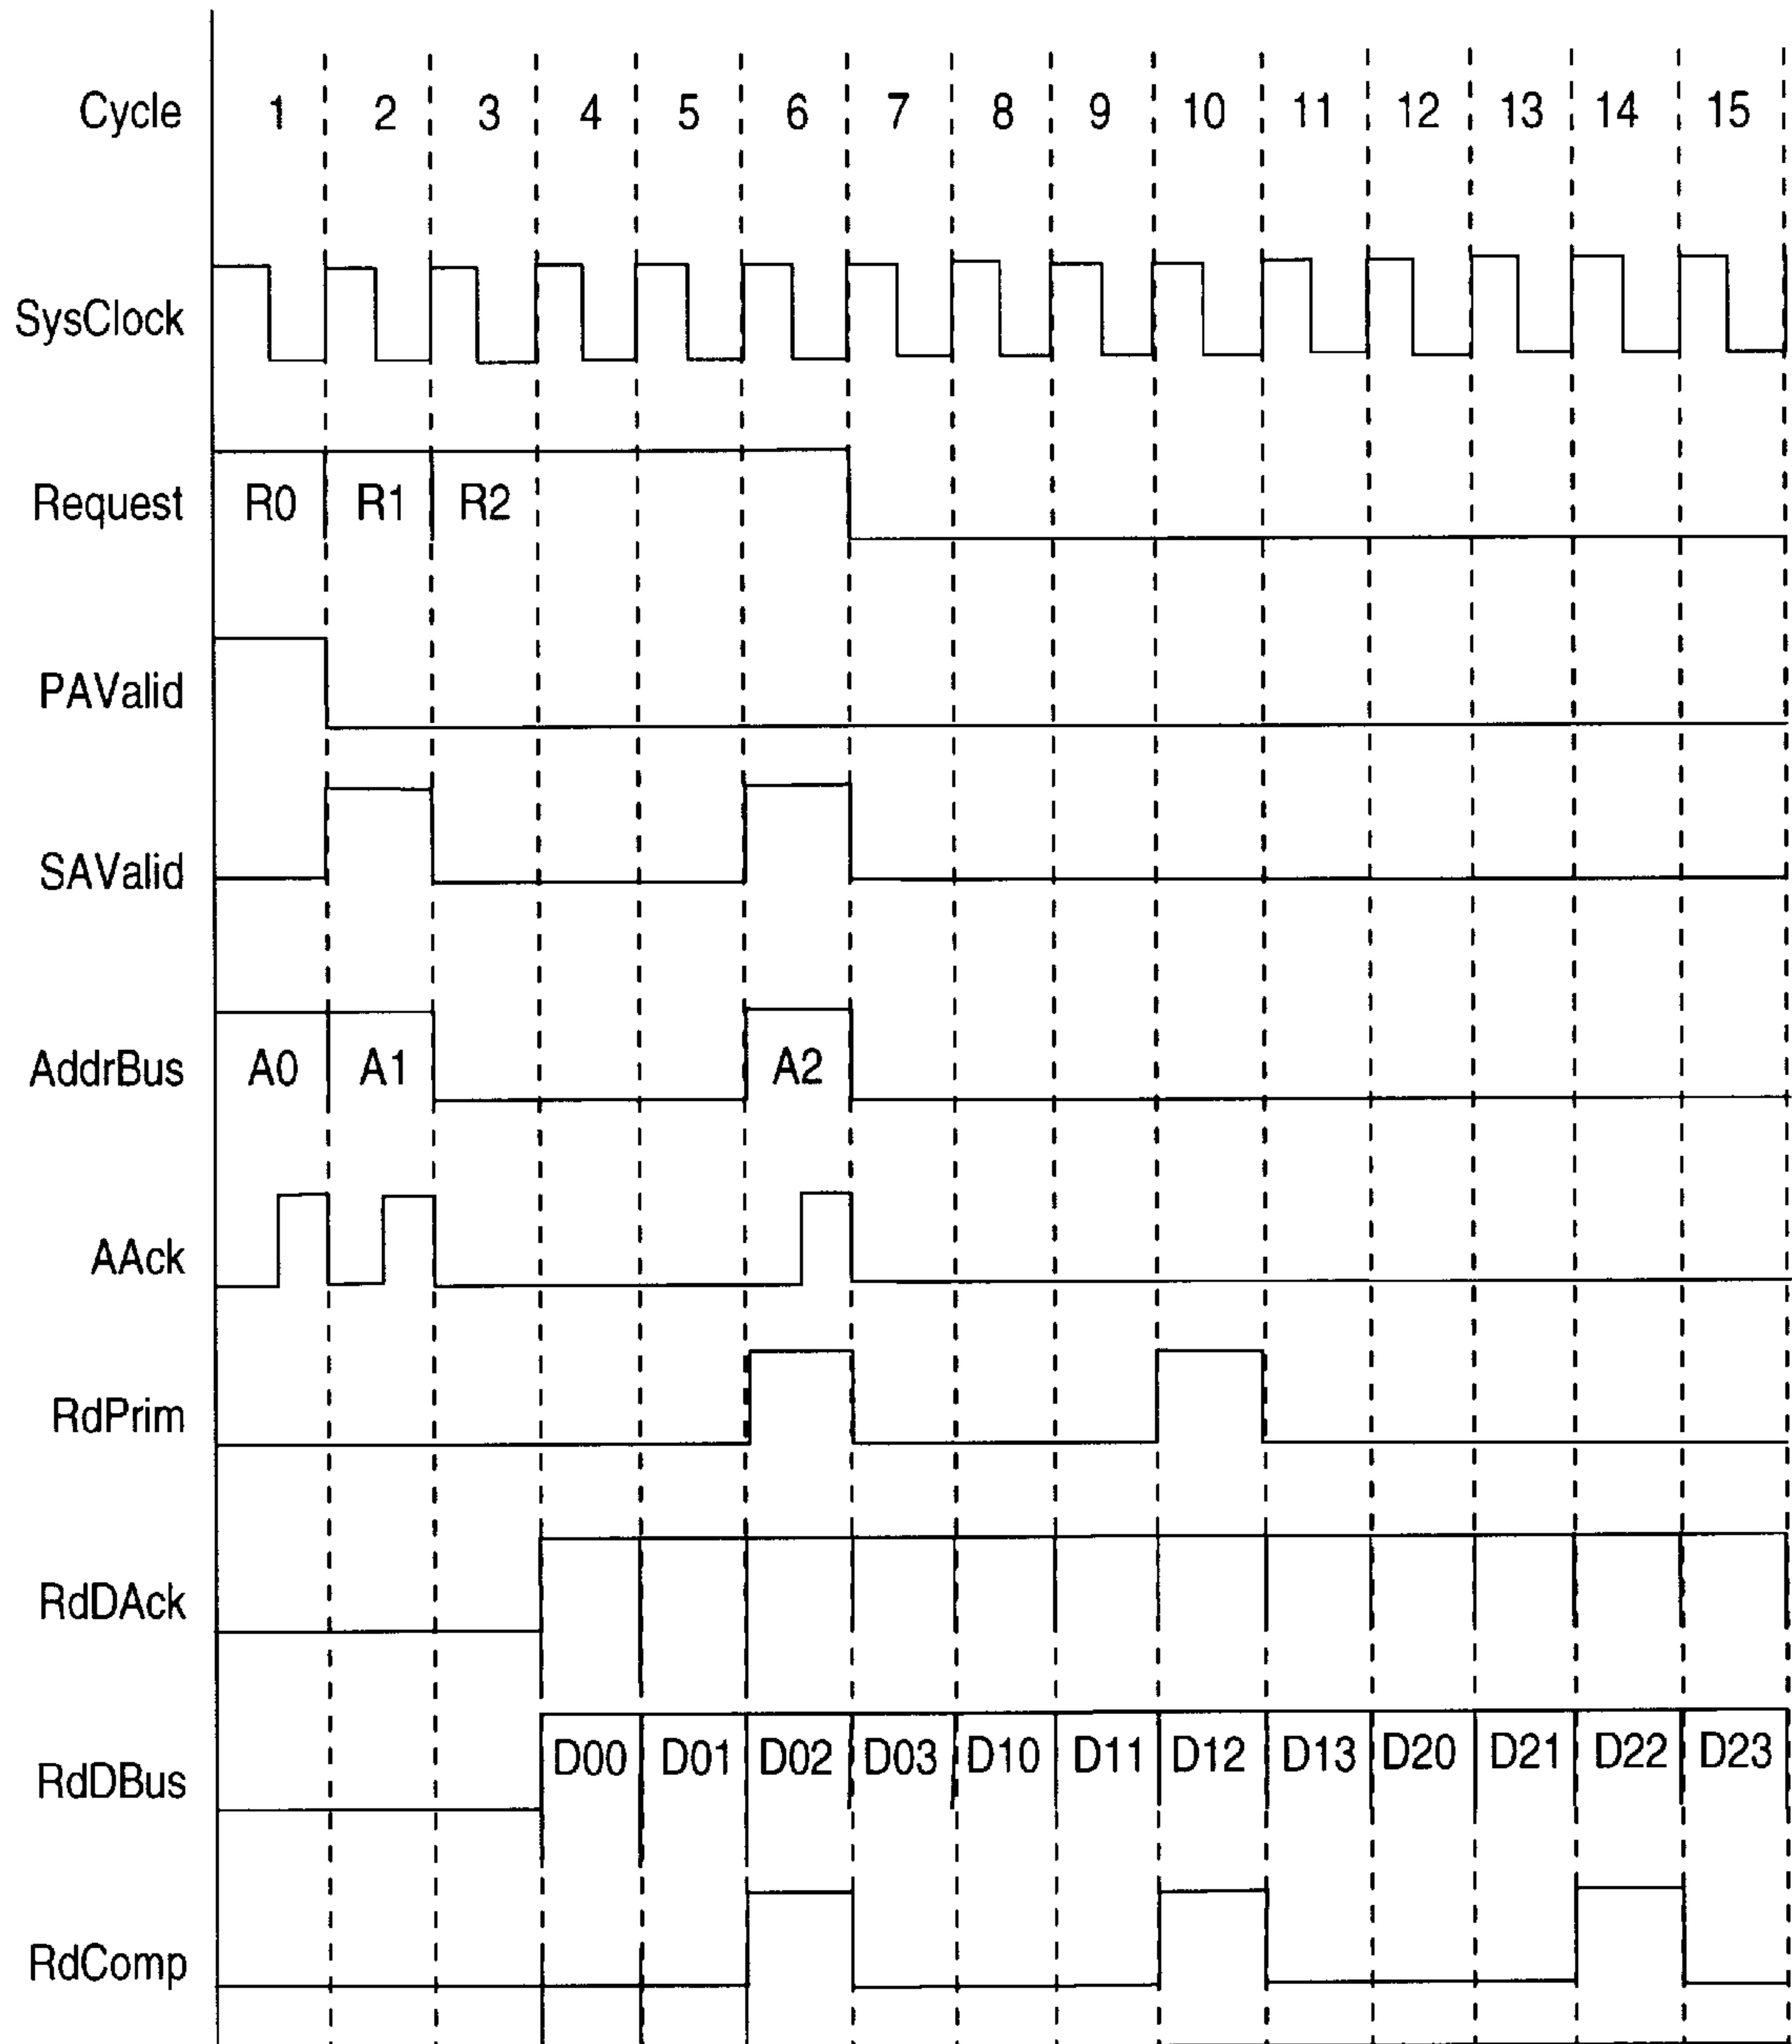 Cycle 1 2 3 4 5 6 7 8 9 10 11 12 13 14 15
SysClock
Request R0 R1 R2
PAValid
SAValid
AddrBus A0 A1 A2
AAck
RdPrim
RdDAck
RdDBus D00 D01 D02 D03 D10 D11 D12 D13 D20 D21 D22 D23
RdComp